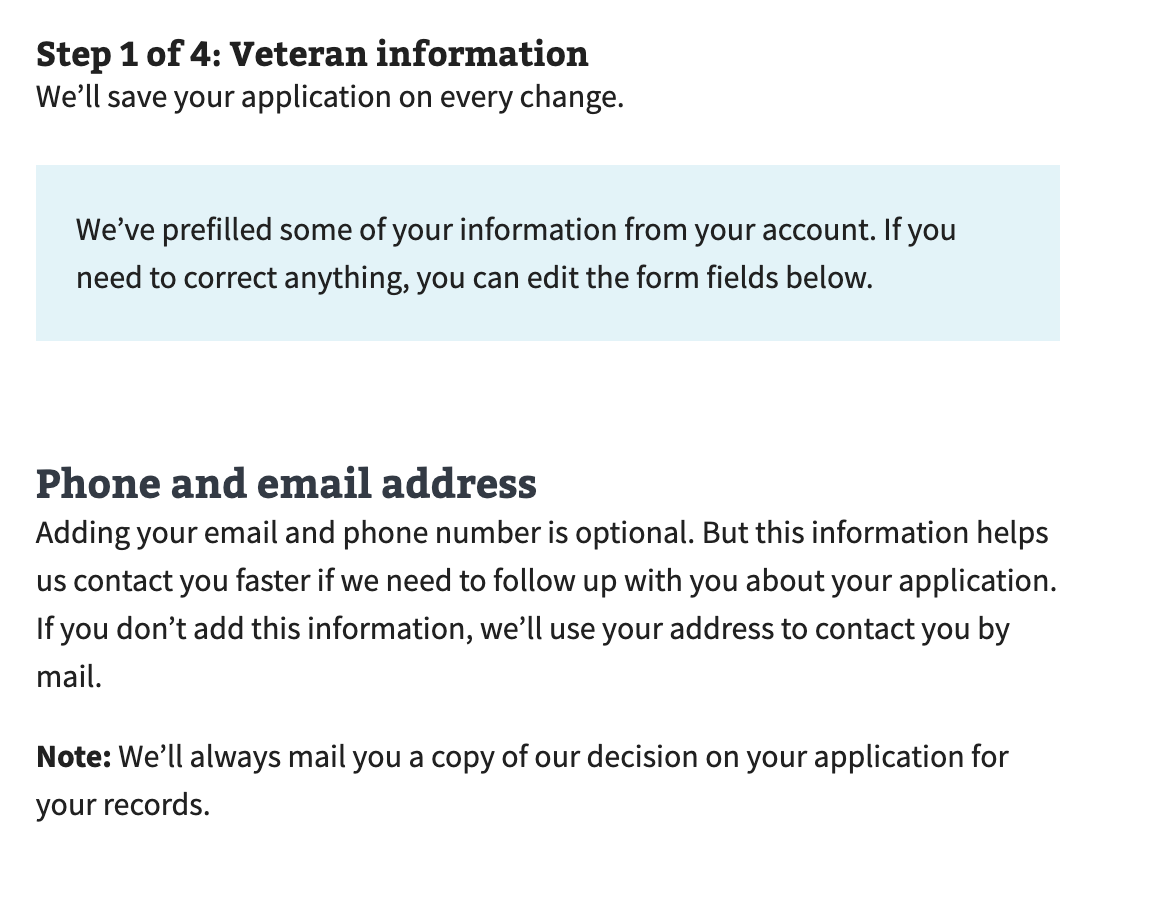 Step 1 of 4: Veteran information
We’ll save your application on every change.
We’ve prefilled some of your information from your account. If you
need to correct anything, you can edit the form fields below.
Phone and email address
Adding your email and phone number is optional. But this information helps
us contact you faster if we need to follow up with you about your application.
If you don’t add this information, we’ll use your address to contact you by
mail.
Note: We’ll always mail you a copy of our decision on your application for
your records.